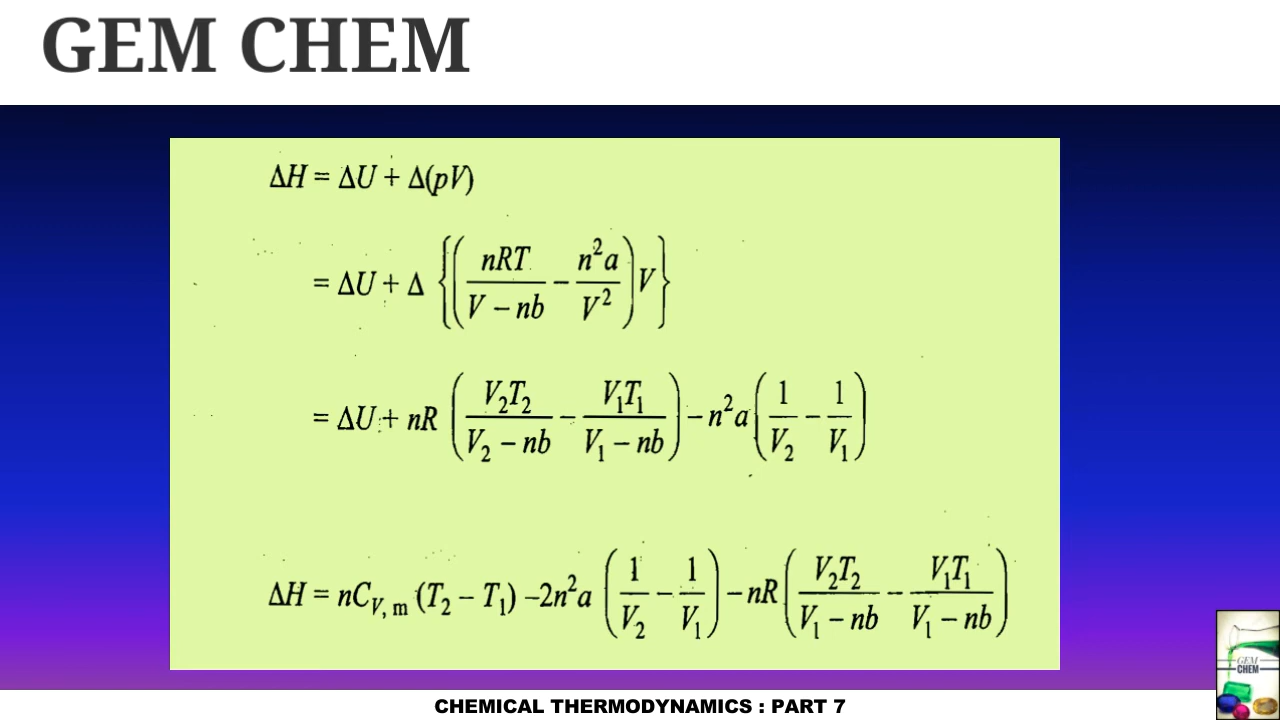 GEM CHEM
ΔH = ΔU + Δ(pV)
= ΔU + Δ {(nRT/(V – nb) – n²a/V²) V}
= ΔU + nR (V₂T₂/(V₂ – nb) – V₁T₁/(V₁ – nb)) – n²a (1/V₂ – 1/V₁)
ΔH = nC_V, m (T₂ – T₁) –2n²a (1/V₂ – 1/V₁) – nR (V₂T₂/(V₁ – nb) – V₁T₁/(V₁ – nb))
GEM
CHEM
CHEMICAL THERMODYNAMICS : PART 7